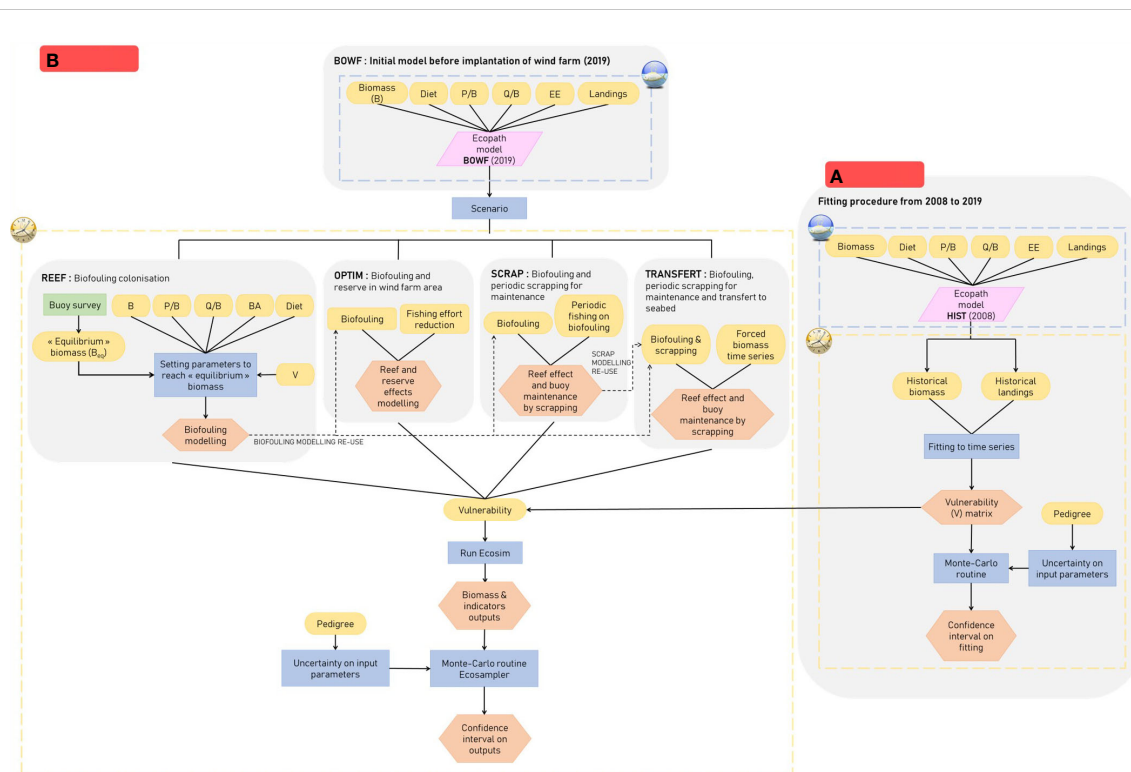 B
BOWF : Initial model before implantation of wind farm (2019)
Biomass
(B)
Diet
P/B
Q/B
EE
Landings
Ecopath
model
BOWF (2019)
Scenario
A
Fitting procedure from 2008 to 2019
Biomass
Diet
P/B
Q/B
EE
Landings
Ecopath
model
HIST (2008)
Historical
biomass
Historical
landings
Fitting to time series
Vulnerability
(V) matrix
Pedigree
Monte-Carlo
routine
Uncertainty on
input parameters
Confidence
interval on
fitting
REEF : Biofouling colonisation
Buoy survey
B
P/B
Q/B
BA
Diet
« Equilibrium »
biomass (Beq)
Setting parameters to
reach « equilibrium »
biomass
V
Biofouling
modelling
BIOFOULING MODELLING RE-USE
OPTIM : Biofouling and
reserve in wind farm area
Biofouling
Fishing effort
reduction
Reef and
reserve
effects
modelling
SCRAP : Biofouling and
periodic scrapping for
maintenance
Biofouling
Periodic
fishing on
biofouling
Reef effect
and buoy
maintenance
by scrapping
SCRAP
MODELLING
RE-USE
TRANSFERT : Biofouling,
periodic scrapping for
maintenance and transfert to
seabed
Biofouling &
scrapping
Forced
biomass
time series
Reef effect and
buoy
maintenance by
scrapping
Vulnerability
Run Ecosim
Biomass &
indicators
outputs
Pedigree
Uncertainty on input
parameters
Monte-Carlo routine
Ecosampler
Confidence
interval on
outputs